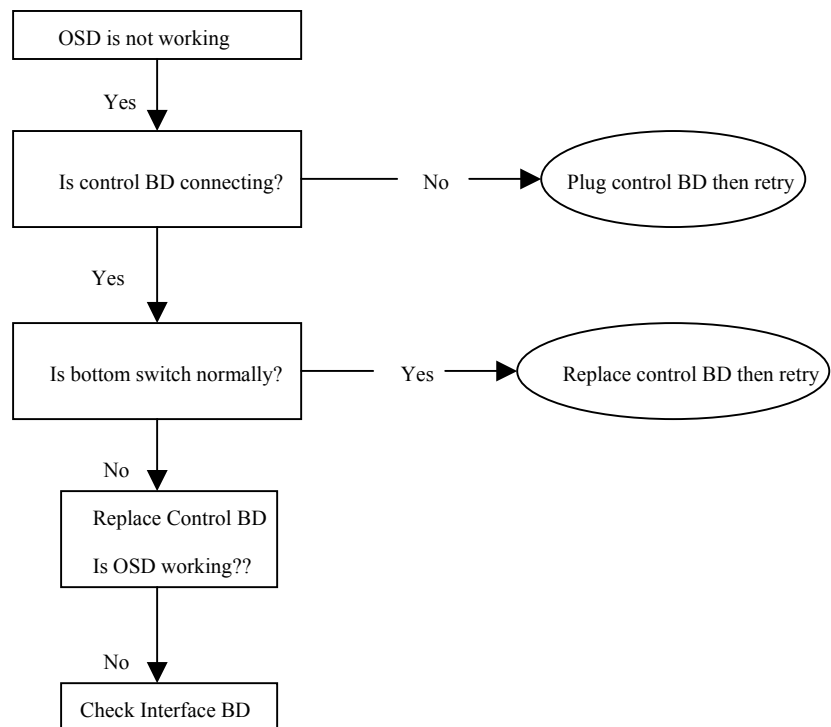 OSD is not working
Yes
Is control BD connecting?
No
Plug control BD then retry
Yes
Is bottom switch normally?
Yes
Replace control BD then retry
No
Replace Control BD
Is OSD working??
No
Check Interface BD